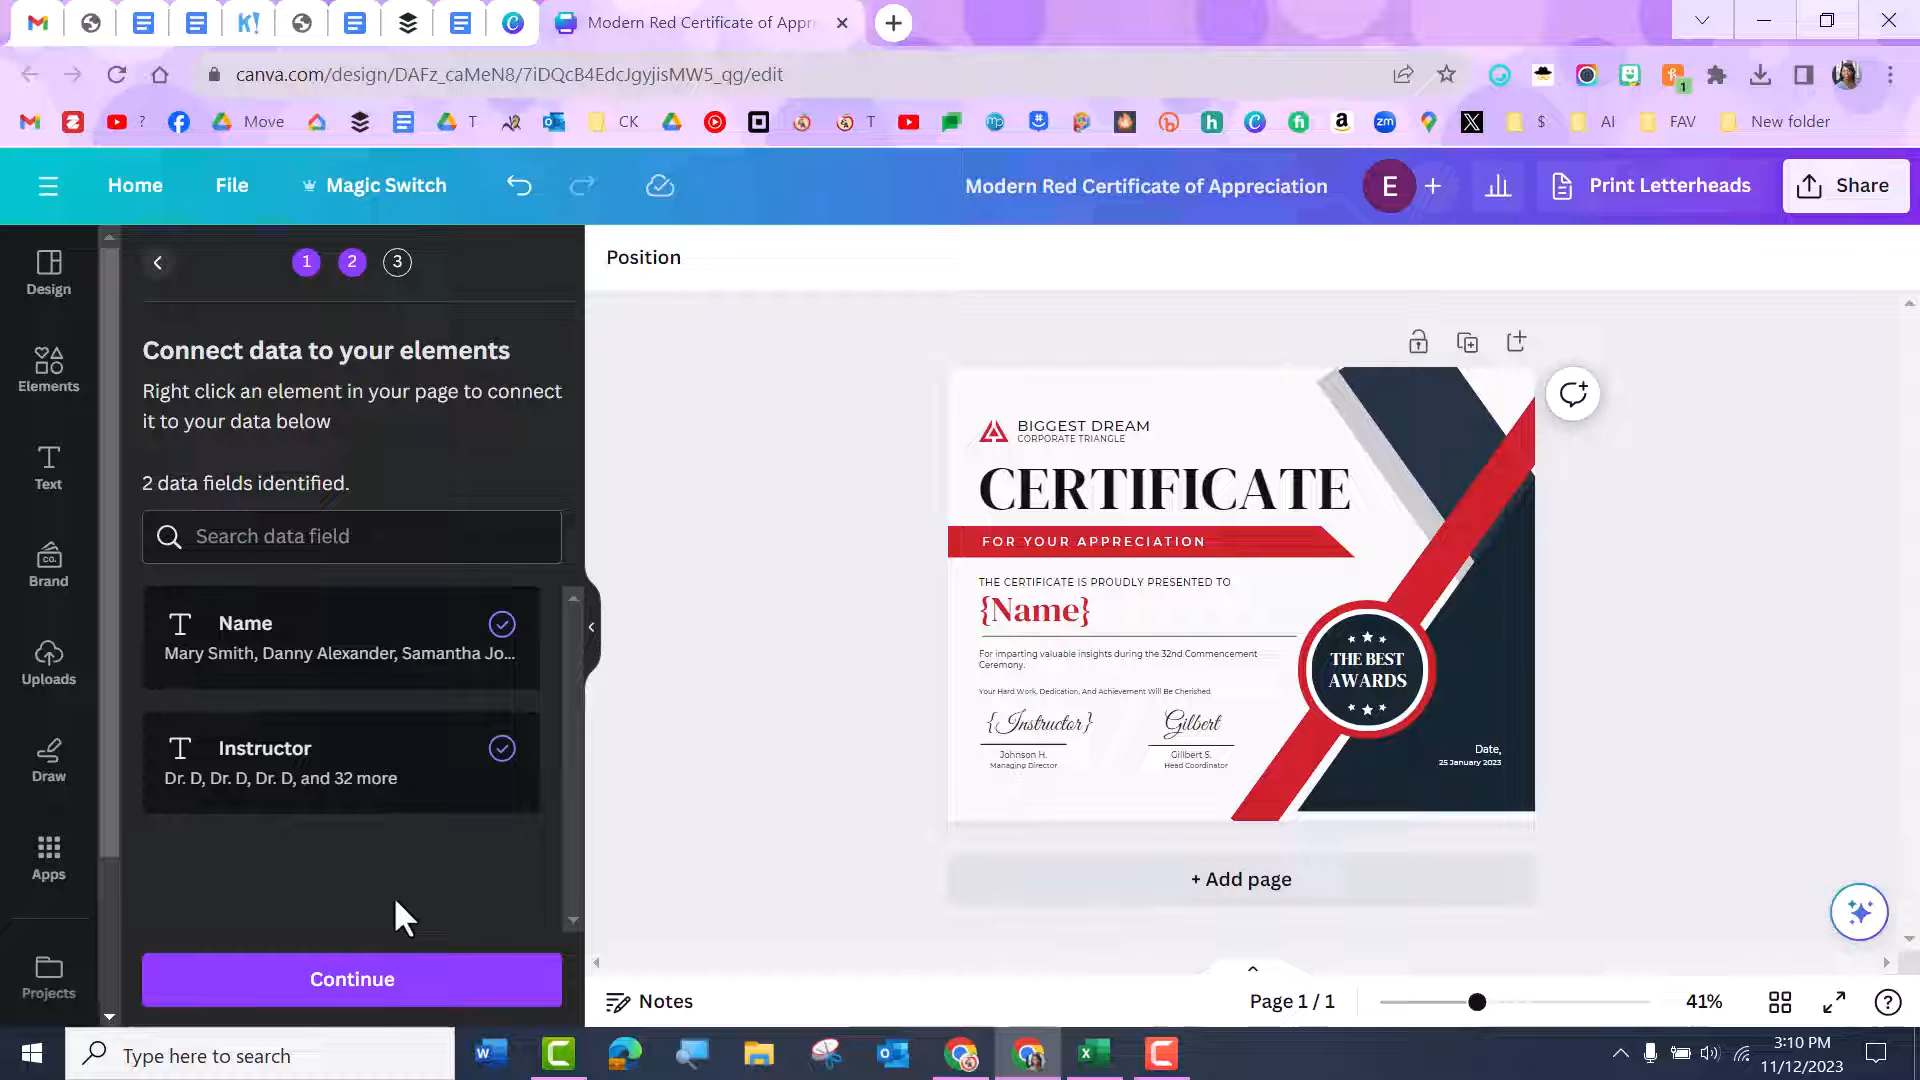 Modern Red Certificate of Appr
canva.com/design/DAFz_caMeN8/7iDQcB4EdcJgyjisMW5_qg/edit
? Move T CK T $ AI FAV New folder
Home File Magic Switch Modern Red Certificate of Appreciation E + Print Letterheads Share
1 2 3
Position
Design
Elements
Text
Brand
Uploads
Draw
Apps
Projects
Connect data to your elements
Right click an element in your page to connect
it to your data below
2 data fields identified.
Search data field
Name
Mary Smith, Danny Alexander, Samantha Jo...
Instructor
Dr. D, Dr. D, Dr. D, and 32 more
Continue
BIGGEST DREAM
CORPORATE TRIANGLE
CERTIFICATE
FOR YOUR APPRECIATION
THE CERTIFICATE IS PROUDLY PRESENTED TO
{Name}
For imparting valuable insights during the 32nd Commencement
Ceremony.
Your Hard Work, Dedication, And Achievement Will Be Cherished
{Instructor} Gilbert
Johnson H. Gillbert S.
Managing Director Head Coordinator
THE BEST
AWARDS
Date,
25 January 2023
+ Add page
Notes Page 1 / 1 41%
Type here to search
3:10 PM
11/12/2023